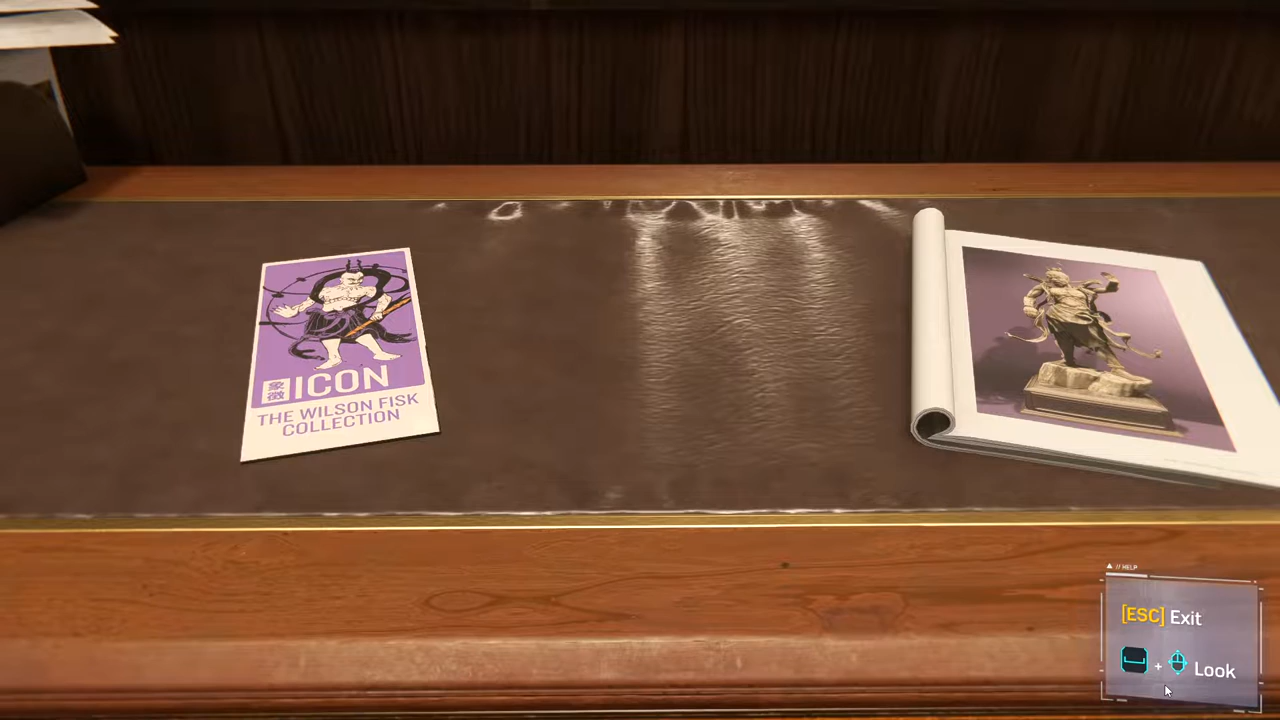 象徴
ICON
THE WILSON FISK
COLLECTION
// HELP
[ESC] Exit
+ Look